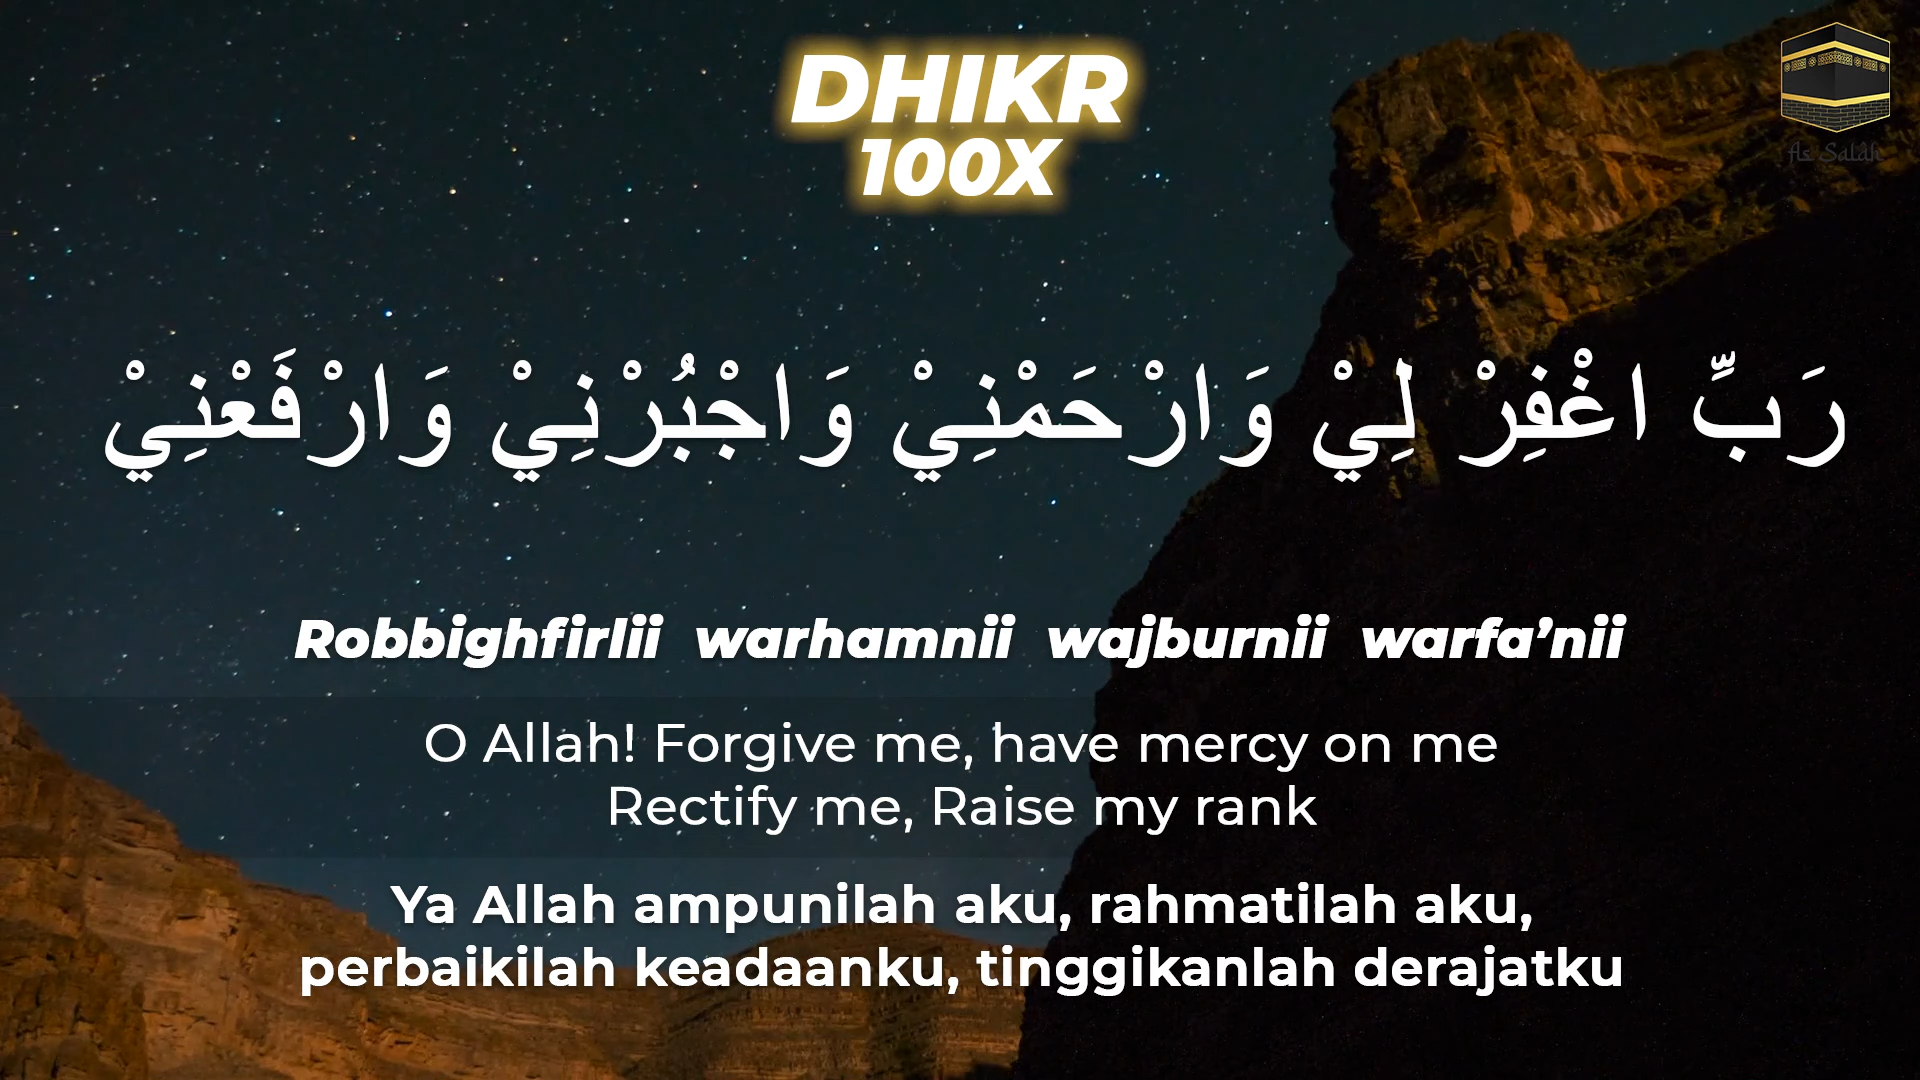 DHIKR
100X
As Salah
رَبِّ اغْفِرْ لِيْ وَارْحَمْنِيْ وَاجْبُرْنِيْ وَارْفَعْنِيْ
Robbighfirlii warhamnii wajburnii warfa’nii
O Allah! Forgive me, have mercy on me
Rectify me, Raise my rank
Ya Allah ampunilah aku, rahmatilah aku,
perbaikilah keadaanku, tinggikanlah derajatku